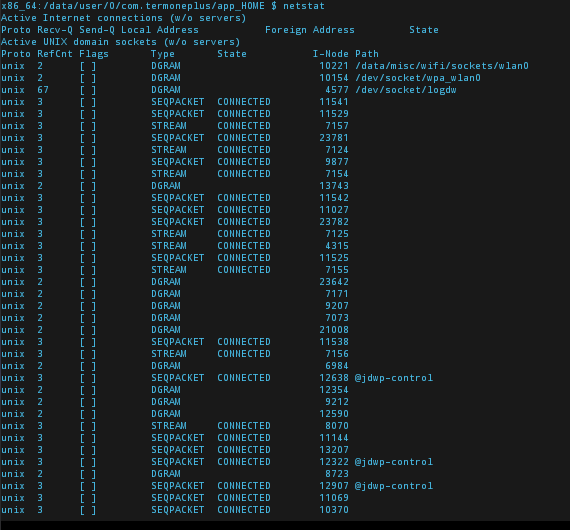 x86_64:/data/user/0/com.termoneplus/app_HOME $ netstat
Active Internet connections (w/o servers)
Proto Recv-Q Send-Q Local Address           Foreign Address         State
Active UNIX domain sockets (w/o servers)
Proto RefCnt Flags       Type       State           I-Node Path
unix  2      [ ]         DGRAM                       10221 /data/misc/wifi/sockets/wlan0
unix  2      [ ]         DGRAM                       10154 /dev/socket/wpa_wlan0
unix  67     [ ]         DGRAM                        4577 /dev/socket/logdw
unix  3      [ ]         SEQPACKET  CONNECTED        11541
unix  3      [ ]         SEQPACKET  CONNECTED        11529
unix  3      [ ]         STREAM     CONNECTED         7157
unix  3      [ ]         SEQPACKET  CONNECTED        23781
unix  3      [ ]         STREAM     CONNECTED         7124
unix  3      [ ]         SEQPACKET  CONNECTED         9877
unix  3      [ ]         STREAM     CONNECTED         7154
unix  2      [ ]         DGRAM                       13743
unix  3      [ ]         SEQPACKET  CONNECTED        11542
unix  3      [ ]         SEQPACKET  CONNECTED        11027
unix  3      [ ]         SEQPACKET  CONNECTED        23782
unix  3      [ ]         STREAM     CONNECTED         7125
unix  3      [ ]         STREAM     CONNECTED         4315
unix  3      [ ]         SEQPACKET  CONNECTED        11525
unix  3      [ ]         STREAM     CONNECTED         7155
unix  2      [ ]         DGRAM                       23642
unix  2      [ ]         DGRAM                        7171
unix  2      [ ]         DGRAM                        9207
unix  2      [ ]         DGRAM                        7073
unix  2      [ ]         DGRAM                       21008
unix  3      [ ]         SEQPACKET  CONNECTED        11538
unix  3      [ ]         STREAM     CONNECTED         7156
unix  2      [ ]         DGRAM                        6984
unix  3      [ ]         SEQPACKET  CONNECTED        12638 @jdwp-control
unix  2      [ ]         DGRAM                       12354
unix  2      [ ]         DGRAM                        9212
unix  2      [ ]         DGRAM                       12590
unix  3      [ ]         STREAM     CONNECTED         8070
unix  3      [ ]         SEQPACKET  CONNECTED        11144
unix  3      [ ]         SEQPACKET  CONNECTED        13207
unix  3      [ ]         SEQPACKET  CONNECTED        12322 @jdwp-control
unix  2      [ ]         DGRAM                        8723
unix  3      [ ]         SEQPACKET  CONNECTED        12907 @jdwp-control
unix  3      [ ]         SEQPACKET  CONNECTED        11069
unix  3      [ ]         SEQPACKET  CONNECTED        10370